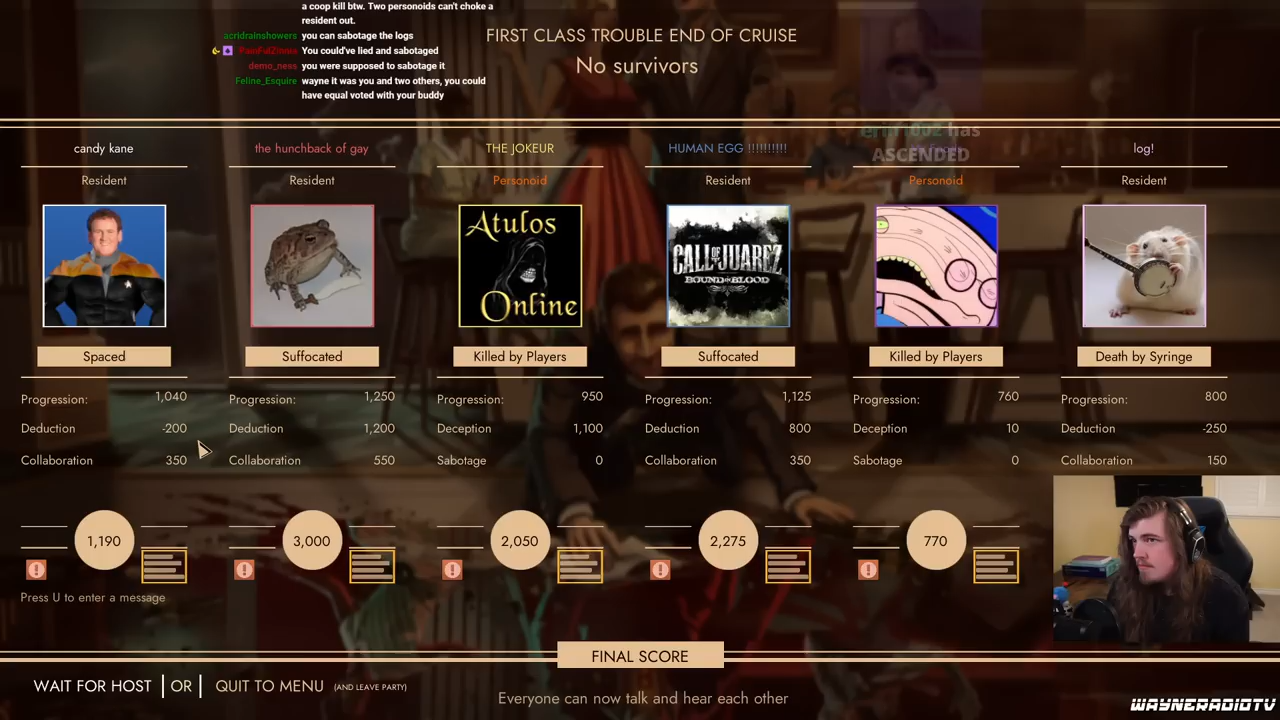 a coop kill btw. Two personoids can't choke a
resident out.
acridrainshowers you can sabotage the logs
PainFulZionia You could've lied and sabotaged
demo_ness you were supposed to sabotage it
Feline_Esquire wayne it was you and two others, you could
have equal voted with your buddy
FIRST CLASS TROUBLE END OF CRUISE
No survivors
erin1002 has
ASCENDED
candy kane
the hunchback of gay
THE JOKEUR
HUMAN EGG !!!!!!!!!!
log!
Resident
Resident
Personoid
Resident
Personoid
Resident
Atulos
Online
CALL OF JUAREZ
BOUND IN BLOOD
Spaced
Suffocated
Killed by Players
Suffocated
Killed by Players
Death by Syringe
Progression: 1,040
Deduction -200
Collaboration 350
Progression: 1,250
Deduction 1,200
Collaboration 550
Progression: 950
Deception 1,100
Sabotage 0
Progression: 1,125
Deduction 800
Collaboration 350
Progression: 760
Deception 10
Sabotage 0
Progression: 800
Deduction -250
Collaboration 150
1,190
3,000
2,050
2,275
770
Press U to enter a message
FINAL SCORE
WAIT FOR HOST | OR | QUIT TO MENU (AND LEAVE PARTY)
Everyone can now talk and hear each other
WAYNERADIOTV